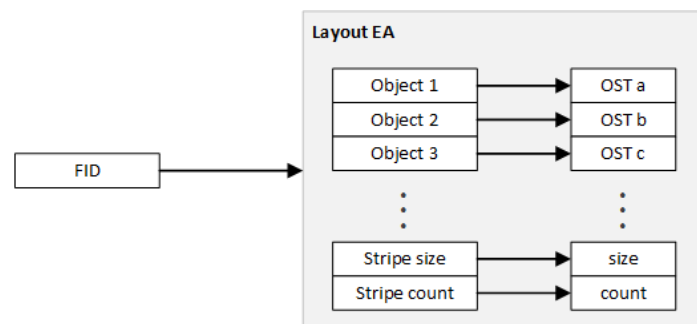 Layout EA
Object 1 OST a
Object 2 OST b
Object 3 OST c
FID
Stripe size size
Stripe count count